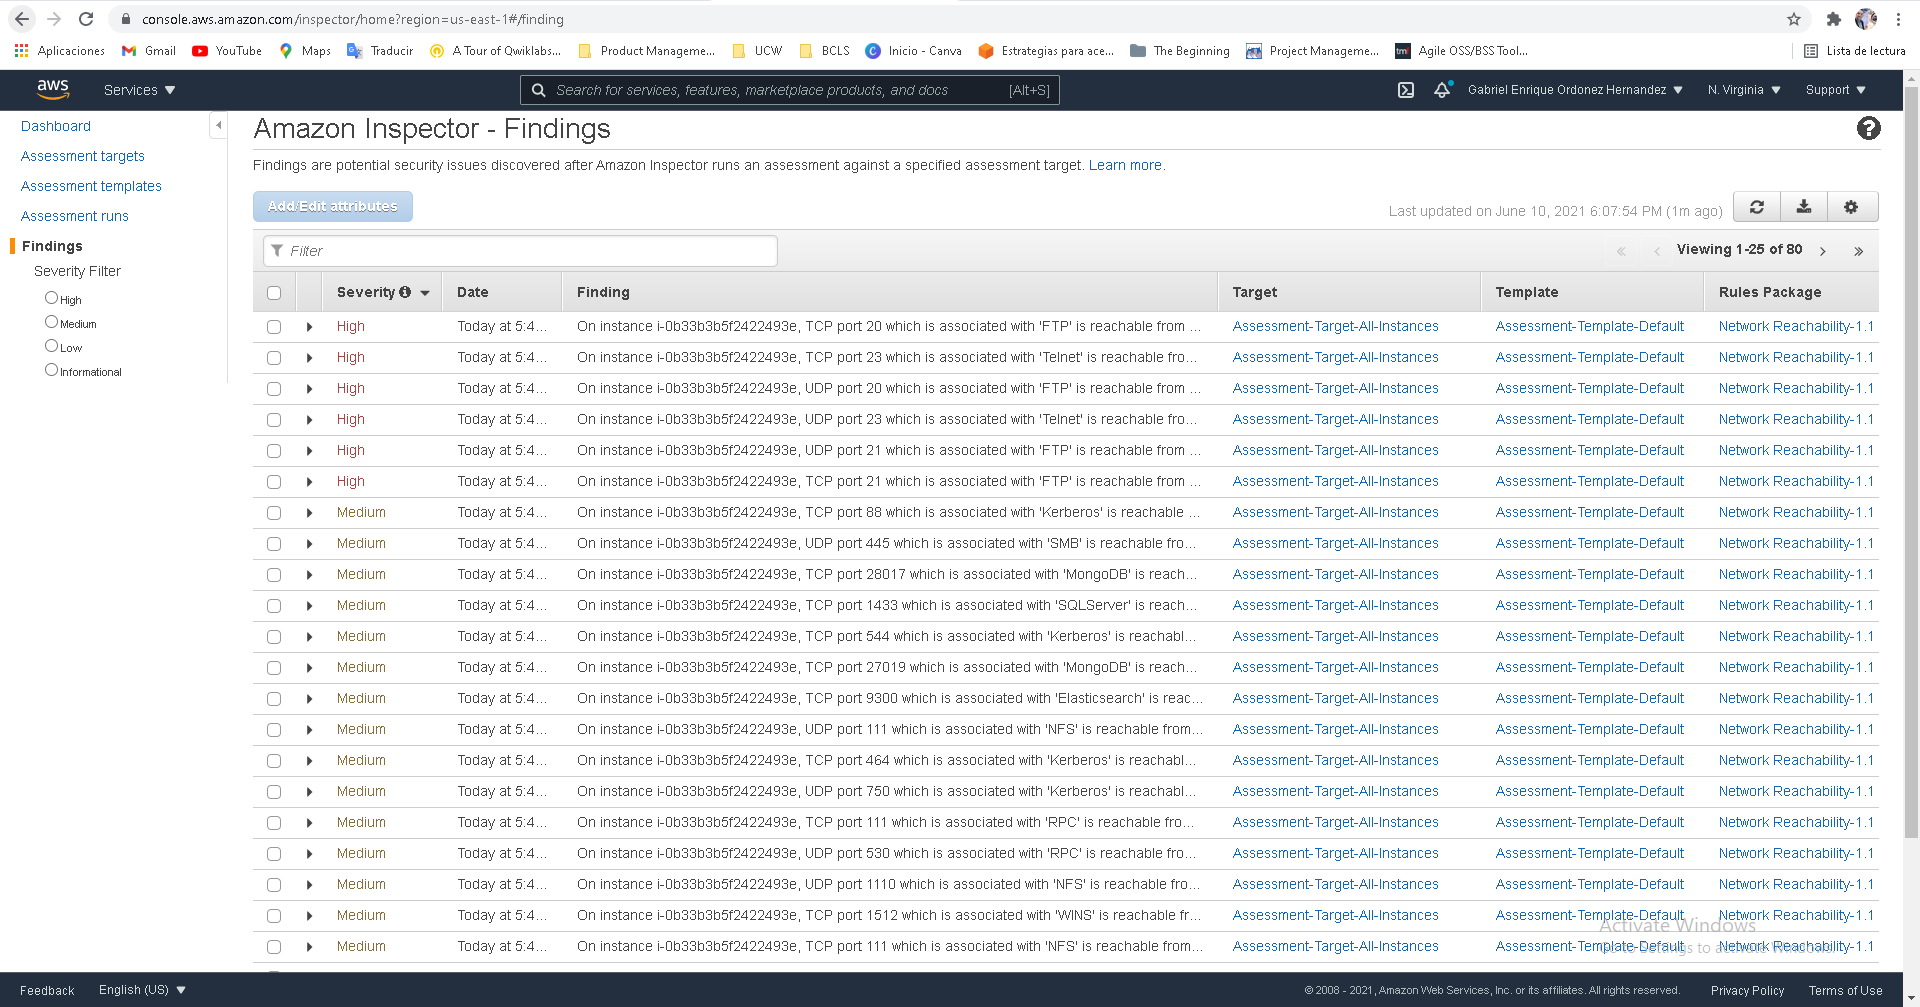 console.aws.amazon.com/inspector/home?region=us-east-1#/finding
Aplicaciones Gmail YouTube Maps Traducir A Tour of Qwiklabs... Product Manageme... UCW BCLS Inicio - Canva Estrategias para ace... The Beginning Project Manageme... tmf Agile OSS/BSS Tool... Lista de lectura
aws Services Search for services, features, marketplace products, and docs [Alt+S] Gabriel Enrique Ordonez Hernandez N. Virginia Support
Dashboard
Assessment targets
Assessment templates
Assessment runs
Findings
Severity Filter
High
Medium
Low
Informational
Amazon Inspector - Findings
Findings are potential security issues discovered after Amazon Inspector runs an assessment against a specified assessment target. Learn more.
Add/Edit attributes
Last updated on June 10, 2021 6:07:54 PM (1m ago)
Filter
Viewing 1-25 of 80
Severity Date Finding Target Template Rules Package
High Today at 5:4... On instance i-0b33b3b5f2422493e, TCP port 20 which is associated with 'FTP' is reachable from ... Assessment-Target-All-Instances Assessment-Template-Default Network Reachability-1.1
High Today at 5:4... On instance i-0b33b3b5f2422493e, TCP port 23 which is associated with 'Telnet' is reachable fro... Assessment-Target-All-Instances Assessment-Template-Default Network Reachability-1.1
High Today at 5:4... On instance i-0b33b3b5f2422493e, UDP port 20 which is associated with 'FTP' is reachable from ... Assessment-Target-All-Instances Assessment-Template-Default Network Reachability-1.1
High Today at 5:4... On instance i-0b33b3b5f2422493e, UDP port 23 which is associated with 'Telnet' is reachable fro... Assessment-Target-All-Instances Assessment-Template-Default Network Reachability-1.1
High Today at 5:4... On instance i-0b33b3b5f2422493e, UDP port 21 which is associated with 'FTP' is reachable from ... Assessment-Target-All-Instances Assessment-Template-Default Network Reachability-1.1
High Today at 5:4... On instance i-0b33b3b5f2422493e, TCP port 21 which is associated with 'FTP' is reachable from ... Assessment-Target-All-Instances Assessment-Template-Default Network Reachability-1.1
Medium Today at 5:4... On instance i-0b33b3b5f2422493e, TCP port 88 which is associated with 'Kerberos' is reachable ... Assessment-Target-All-Instances Assessment-Template-Default Network Reachability-1.1
Medium Today at 5:4... On instance i-0b33b3b5f2422493e, UDP port 445 which is associated with 'SMB' is reachable fro... Assessment-Target-All-Instances Assessment-Template-Default Network Reachability-1.1
Medium Today at 5:4... On instance i-0b33b3b5f2422493e, TCP port 28017 which is associated with 'MongoDB' is reach... Assessment-Target-All-Instances Assessment-Template-Default Network Reachability-1.1
Medium Today at 5:4... On instance i-0b33b3b5f2422493e, TCP port 1433 which is associated with 'SQLServer' is reach... Assessment-Target-All-Instances Assessment-Template-Default Network Reachability-1.1
Medium Today at 5:4... On instance i-0b33b3b5f2422493e, TCP port 544 which is associated with 'Kerberos' is reachabl... Assessment-Target-All-Instances Assessment-Template-Default Network Reachability-1.1
Medium Today at 5:4... On instance i-0b33b3b5f2422493e, TCP port 27019 which is associated with 'MongoDB' is reach... Assessment-Target-All-Instances Assessment-Template-Default Network Reachability-1.1
Medium Today at 5:4... On instance i-0b33b3b5f2422493e, TCP port 9300 which is associated with 'Elasticsearch' is reac... Assessment-Target-All-Instances Assessment-Template-Default Network Reachability-1.1
Medium Today at 5:4... On instance i-0b33b3b5f2422493e, UDP port 111 which is associated with 'NFS' is reachable from... Assessment-Target-All-Instances Assessment-Template-Default Network Reachability-1.1
Medium Today at 5:4... On instance i-0b33b3b5f2422493e, TCP port 464 which is associated with 'Kerberos' is reachabl... Assessment-Target-All-Instances Assessment-Template-Default Network Reachability-1.1
Medium Today at 5:4... On instance i-0b33b3b5f2422493e, UDP port 750 which is associated with 'Kerberos' is reachabl... Assessment-Target-All-Instances Assessment-Template-Default Network Reachability-1.1
Medium Today at 5:4... On instance i-0b33b3b5f2422493e, TCP port 111 which is associated with 'RPC' is reachable fro... Assessment-Target-All-Instances Assessment-Template-Default Network Reachability-1.1
Medium Today at 5:4... On instance i-0b33b3b5f2422493e, UDP port 530 which is associated with 'RPC' is reachable fro... Assessment-Target-All-Instances Assessment-Template-Default Network Reachability-1.1
Medium Today at 5:4... On instance i-0b33b3b5f2422493e, UDP port 1110 which is associated with 'NFS' is reachable fro... Assessment-Target-All-Instances Assessment-Template-Default Network Reachability-1.1
Medium Today at 5:4... On instance i-0b33b3b5f2422493e, TCP port 1512 which is associated with 'WINS' is reachable fr... Assessment-Target-All-Instances Assessment-Template-Default Network Reachability-1.1
Medium Today at 5:4... On instance i-0b33b3b5f2422493e, TCP port 111 which is associated with 'NFS' is reachable from... Assessment-Target-All-Instances Assessment-Template-Default Network Reachability-1.1
Activate Windows
Go to Settings to activate Windows.
Feedback English (US) © 2008 - 2021, Amazon Web Services, Inc. or its affiliates. All rights reserved. Privacy Policy Terms of Use